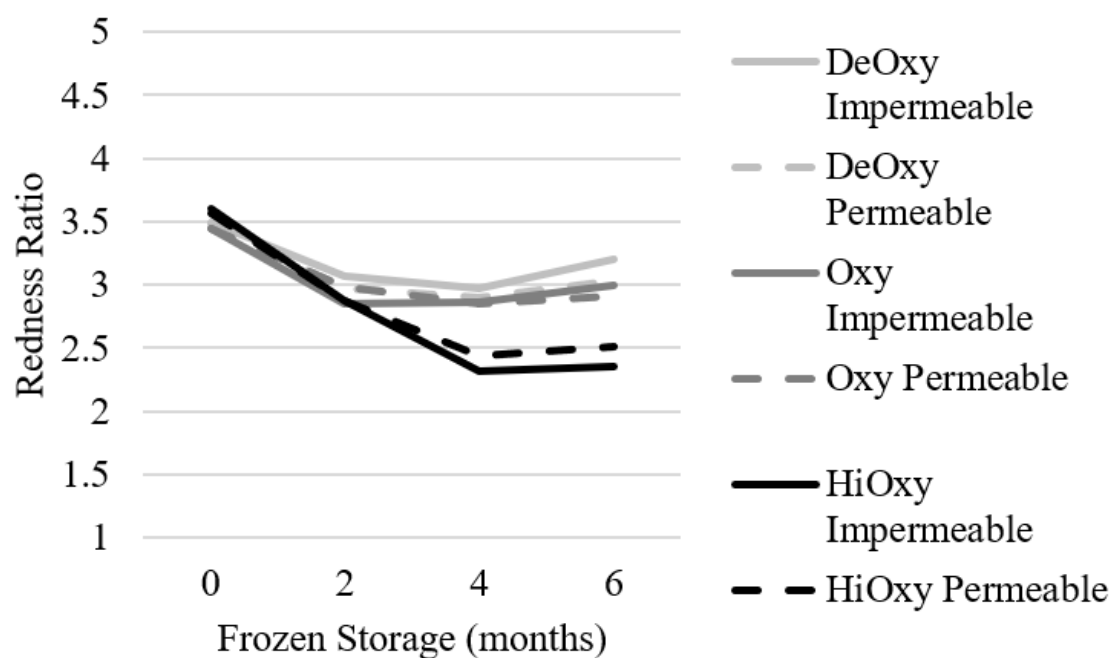 5
4.5
4
3.5
3
2.5
2
1.5
1
Redness Ratio
0 2 4 6
Frozen Storage (months)
DeOxy
Impermeable
DeOxy
Permeable
Oxy
Impermeable
Oxy Permeable
HiOxy
Impermeable
HiOxy Permeable